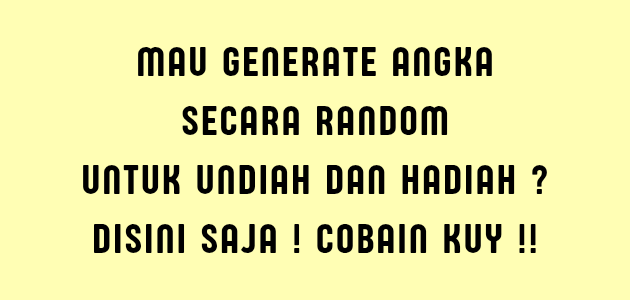 MAU GENERATE ANGKA
SECARA RANDOM
UNTUK UNDIAH DAN HADIAH ?
DISINI SAJA ! COBAIN KUY !!